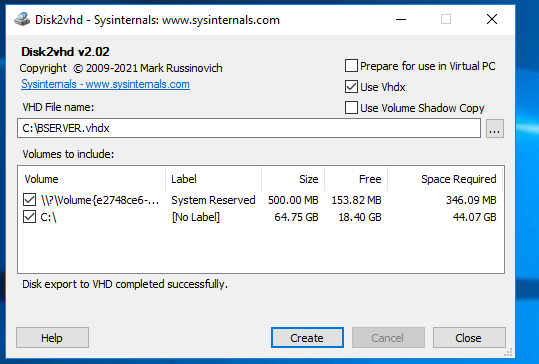 Disk2vhd - Sysinternals: www.sysinternals.com
Disk2vhd v2.02
Copyright © 2009-2021 Mark Russinovich
Sysinternals - www.sysinternals.com
Prepare for use in Virtual PC
Use Vhdx
Use Volume Shadow Copy
VHD File name:
C:\BSERVER.vhdx
...
Volumes to include:
Volume Label Size Free Space Required
\\?\Volume{e2748ce6-... System Reserved 500.00 MB 153.82 MB 346.09 MB
C:\ [No Label] 64.75 GB 18.40 GB 44.07 GB
Disk export to VHD completed successfully.
Help Create Cancel Close